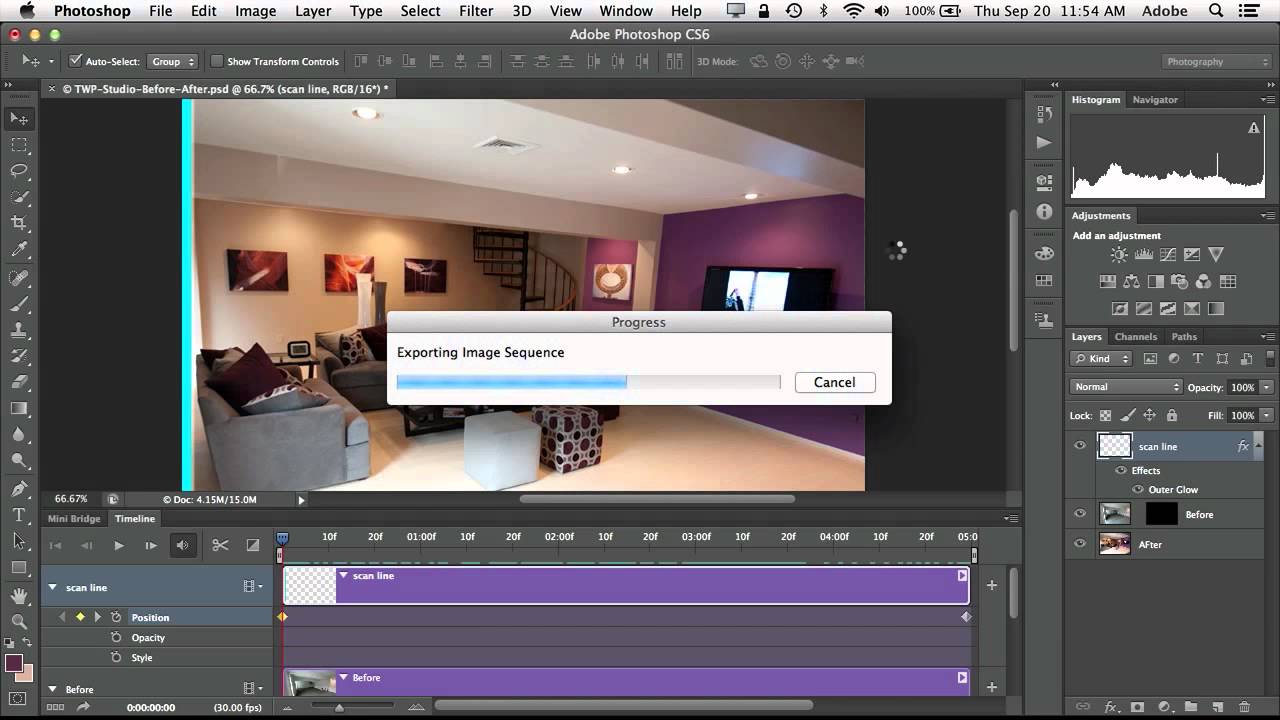 Photoshop File Edit Image Layer Type Select Filter 3D View Window Help 100% Thu Sep 20 11:54 AM Adobe
Adobe Photoshop CS6
Auto-Select: Group Show Transform Controls 3D Mode: Photography
× © TWP-Studio-Before-After.psd @ 66.7% (scan line, RGB/16*) *
Histogram Navigator
Adjustments
Add an adjustment
Progress
Exporting Image Sequence
Cancel
Layers Channels Paths
Kind
Normal Opacity: 100%
Lock: Fill: 100%
scan line fx
Effects
Outer Glow
Before
AFter
66.67% © Doc: 4.15M/15.0M
Mini Bridge Timeline
10f 20f 01:00f 10f 20f 02:00f 10f 20f 03:00f 10f 20f 04:00f 10f 20f 05:0
scan line
scan line
Position
Opacity
Style
Before
Before
0:00:00:00 (30.00 fps)
fx.